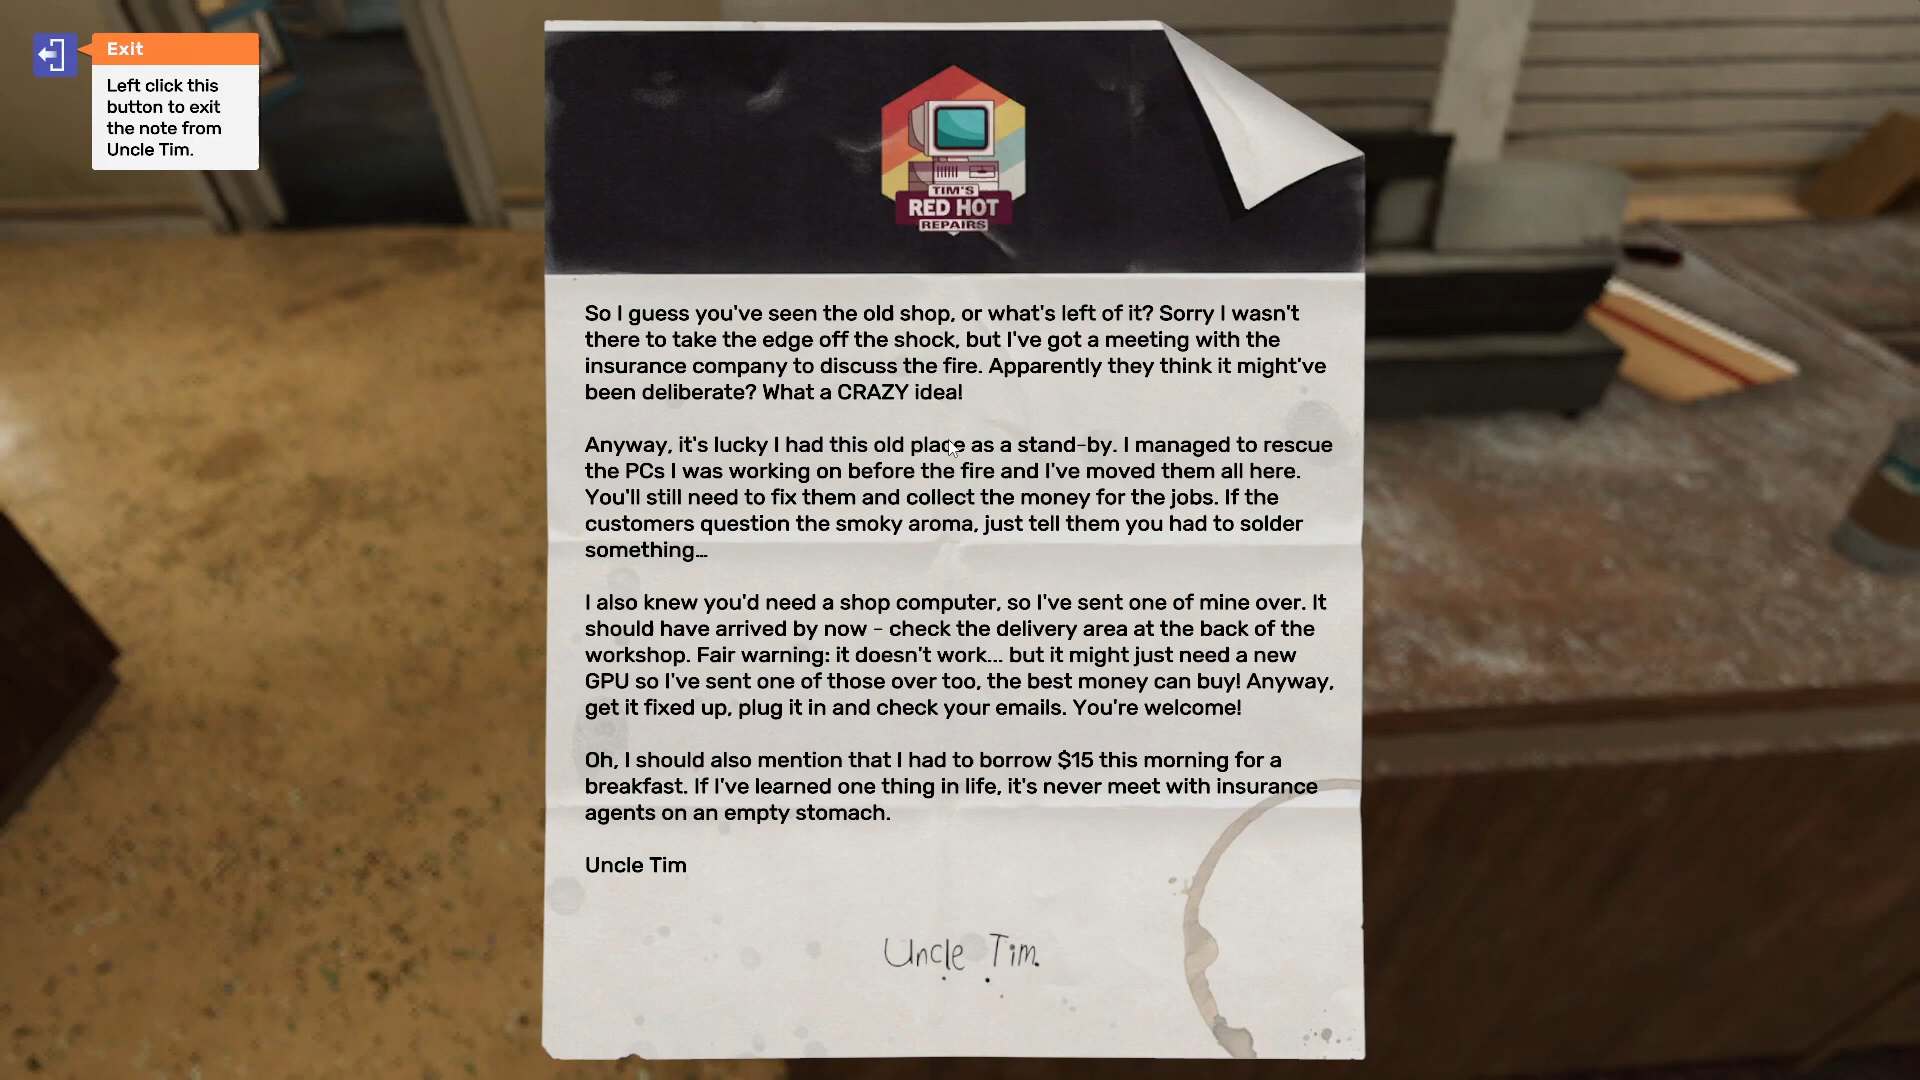 Exit
Left click this
button to exit
the note from
Uncle Tim.
TIM'S
RED HOT
REPAIRS
So I guess you've seen the old shop, or what's left of it? Sorry I wasn't
there to take the edge off the shock, but I've got a meeting with the
insurance company to discuss the fire. Apparently they think it might've
been deliberate? What a CRAZY idea!
Anyway, it's lucky I had this old place as a stand-by. I managed to rescue
the PCs I was working on before the fire and I've moved them all here.
You'll still need to fix them and collect the money for the jobs. If the
customers question the smoky aroma, just tell them you had to solder
something...
I also knew you'd need a shop computer, so I've sent one of mine over. It
should have arrived by now - check the delivery area at the back of the
workshop. Fair warning: it doesn't work... but it might just need a new
GPU so I've sent one of those over too, the best money can buy! Anyway,
get it fixed up, plug it in and check your emails. You're welcome!
Oh, I should also mention that I had to borrow $15 this morning for a
breakfast. If I've learned one thing in life, it's never meet with insurance
agents on an empty stomach.
Uncle Tim
Uncle Tim.